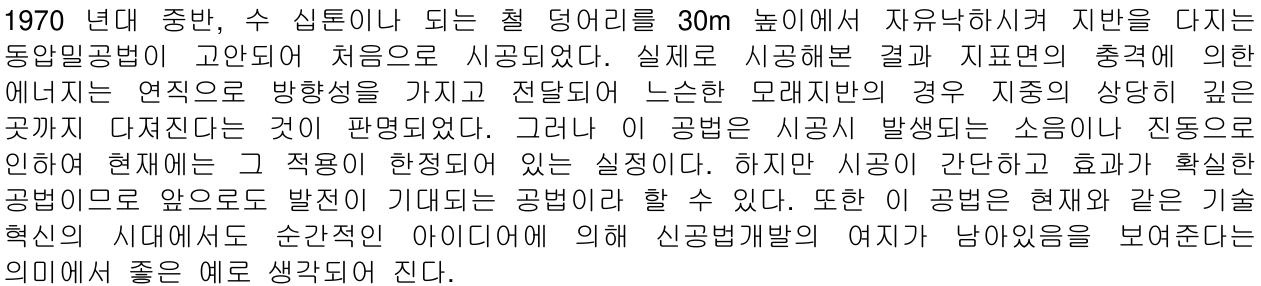 1970 년대 중반, 수 십톤이나 되는 철 덩어리를 30m 높이에서 자유낙하시켜 지반을 다지는
동압밀공법이 고안되어 처음으로 시공되었다. 실제로 시공해본 결과 지표면의 충격에 의한
에너지는 연직으로 방향성을 가지고 전달되어 느슨한 모래지반의 경우 지중의 상당히 깊은
곳까지 다져진다는 것이 판명되었다. 그러나 이 공법은 시공시 발생되는 소음이나 진동으로
인하여 현재에는 그 적용이 한정되어 있는 실정이다. 하지만 시공이 간단하고 효과가 확실한
공법이므로 앞으로도 발전이 기대되는 공법이라 할 수 있다. 또한 이 공법은 현재와 같은 기술
혁신의 시대에서도 순간적인 아이디어에 의해 신공법개발의 여지가 남아있음을 보여준다는
의미에서 좋은 예로 생각되어 진다.